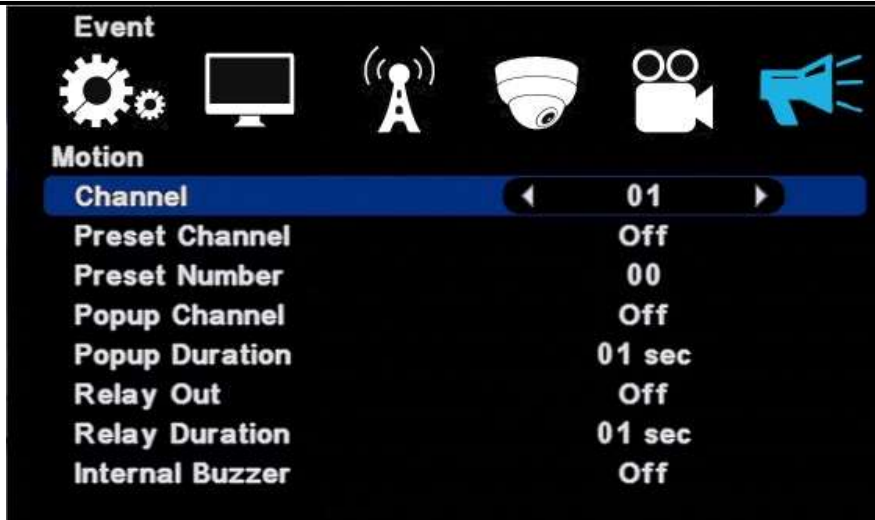 Event
Motion
Channel 01
Preset Channel Off
Preset Number 00
Popup Channel Off
Popup Duration 01 sec
Relay Out Off
Relay Duration 01 sec
Internal Buzzer Off